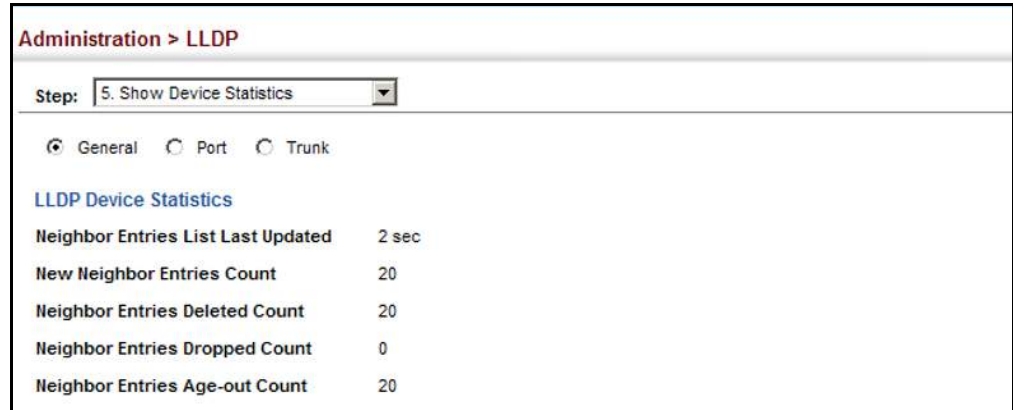 Administration > LLDP
Step: 5. Show Device Statistics
General Port Trunk
LLDP Device Statistics
Neighbor Entries List Last Updated 2 sec
New Neighbor Entries Count 20
Neighbor Entries Deleted Count 20
Neighbor Entries Dropped Count 0
Neighbor Entries Age-out Count 20